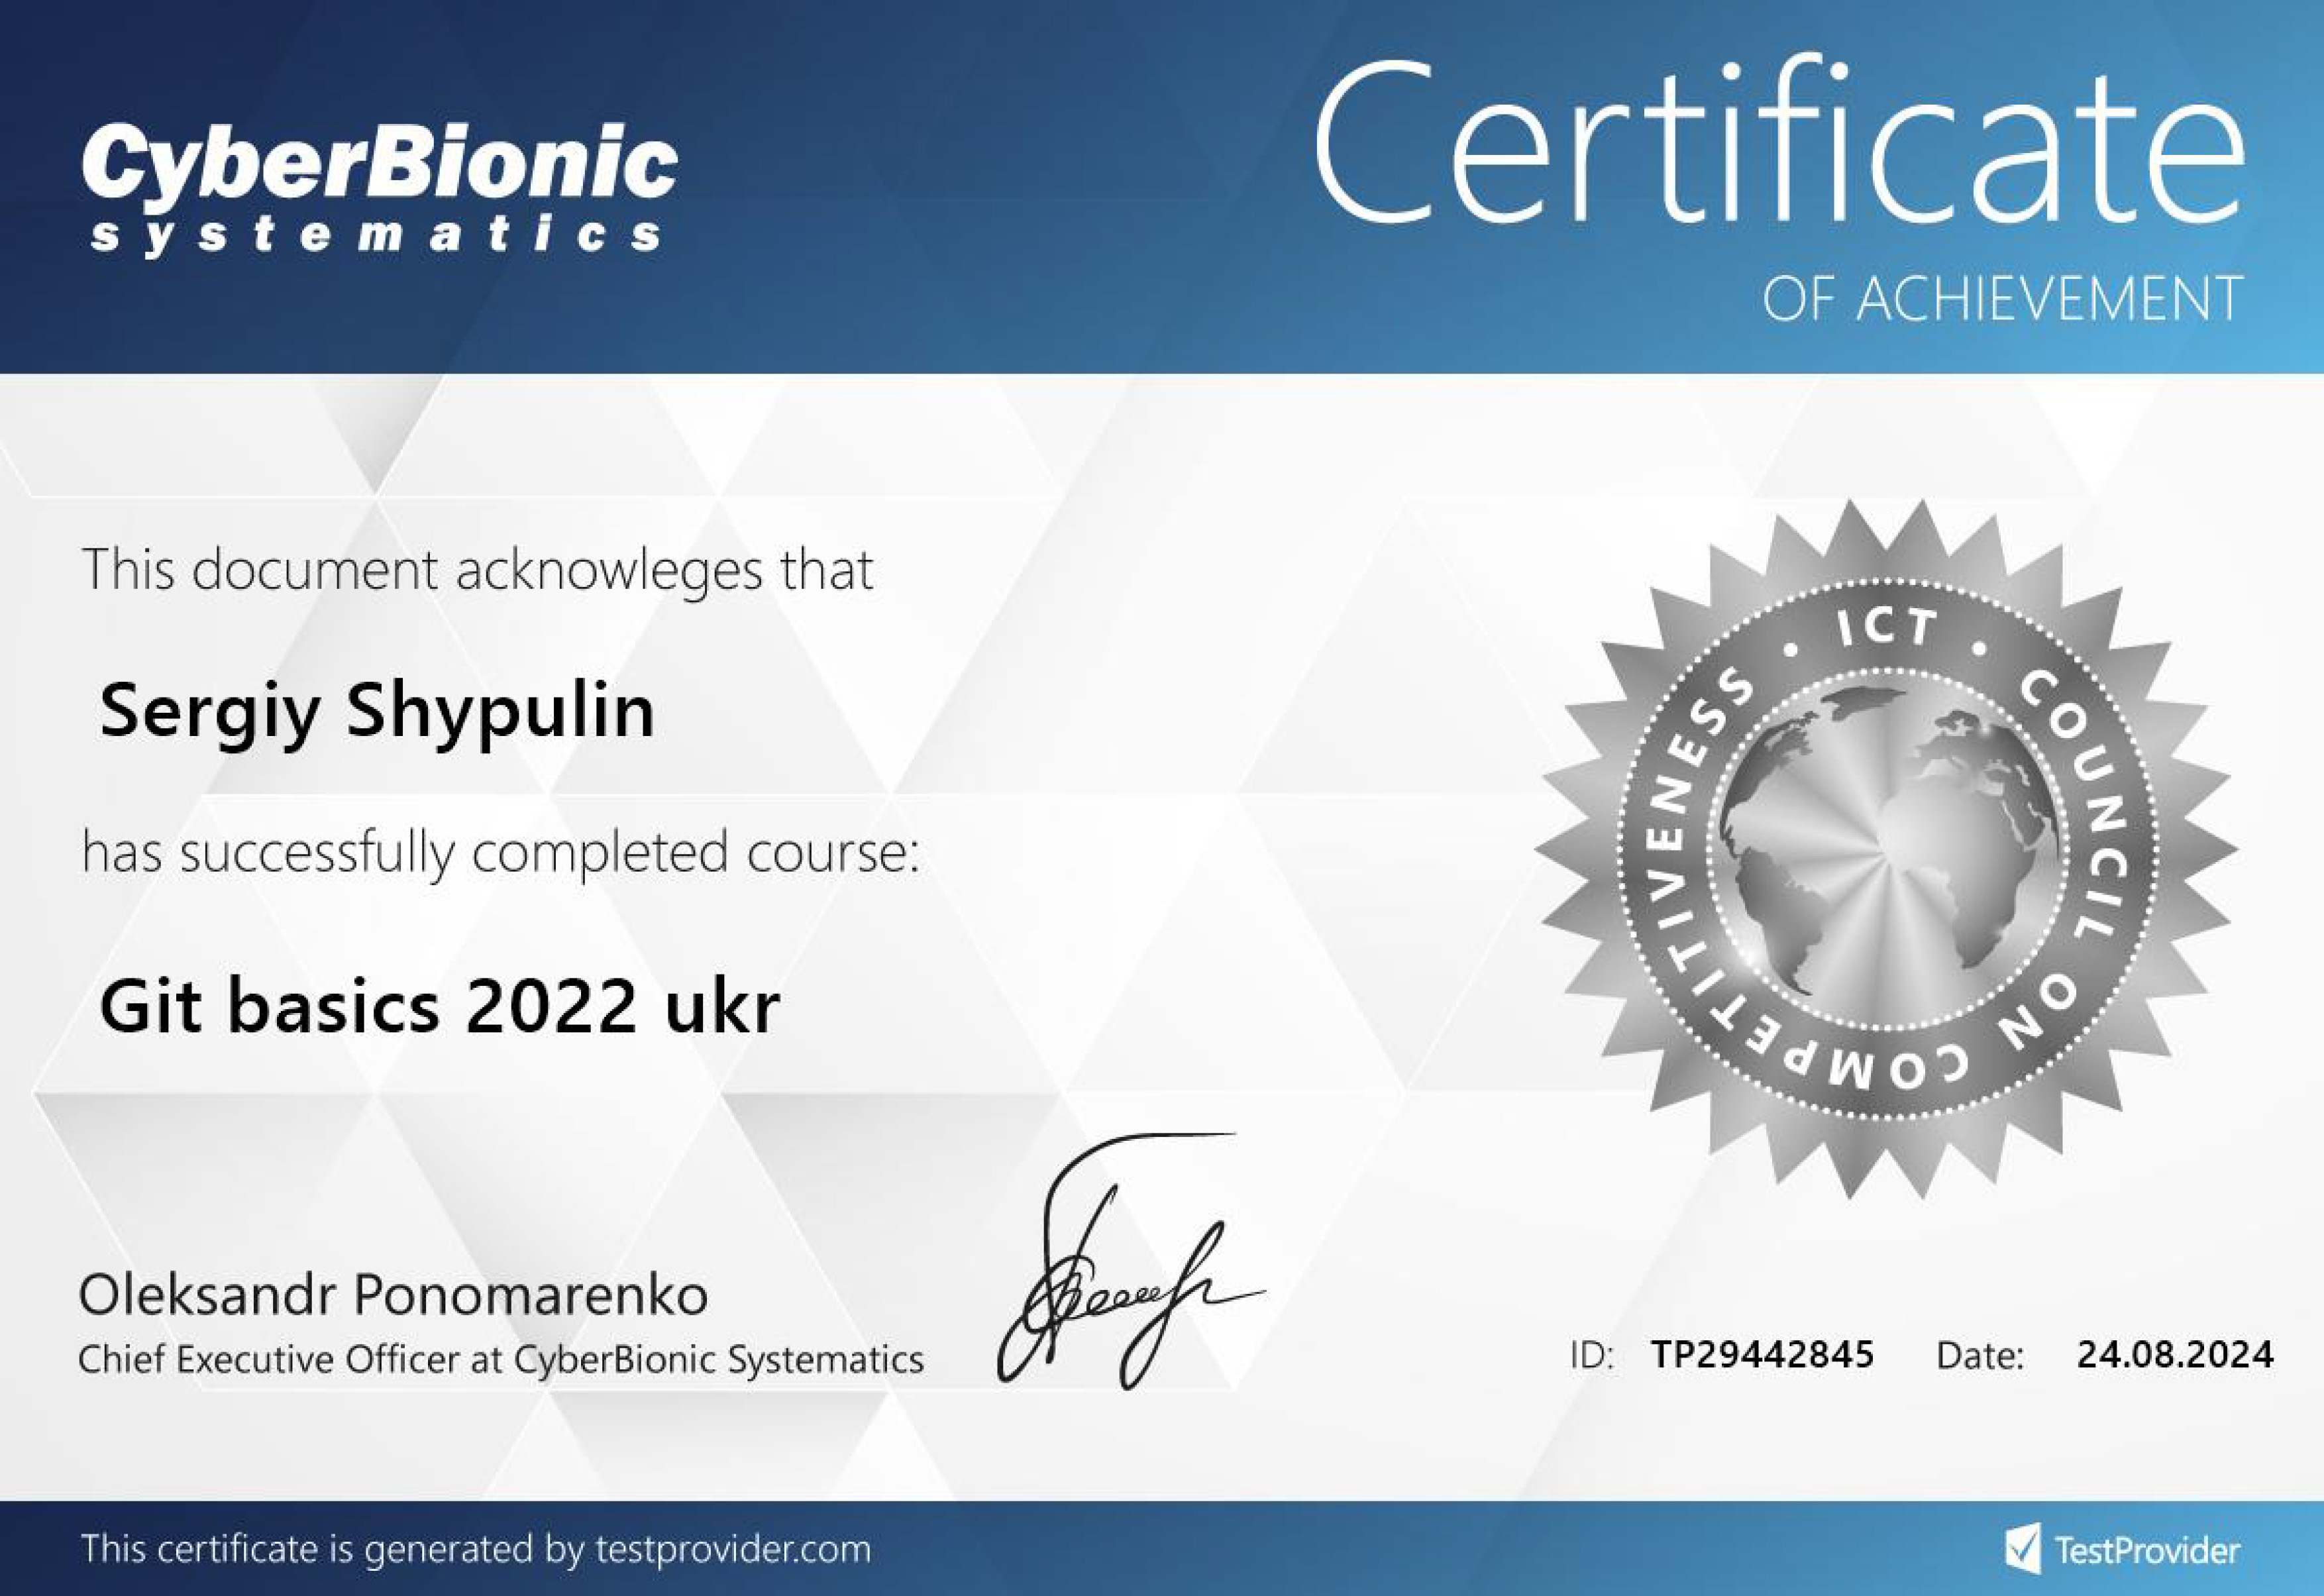 CyberBionic
systematics
Certificate
OF ACHIEVEMENT
This document acknowleges that
Sergiy Shypulin
has successfully completed course:
Git basics 2022 ukr
ICT • COUNCIL ON COMPETITIVENESS •
Oleksandr Ponomarenko
Chief Executive Officer at CyberBionic Systematics
ID: TP29442845 Date: 24.08.2024
This certificate is generated by testprovider.com
TestProvider